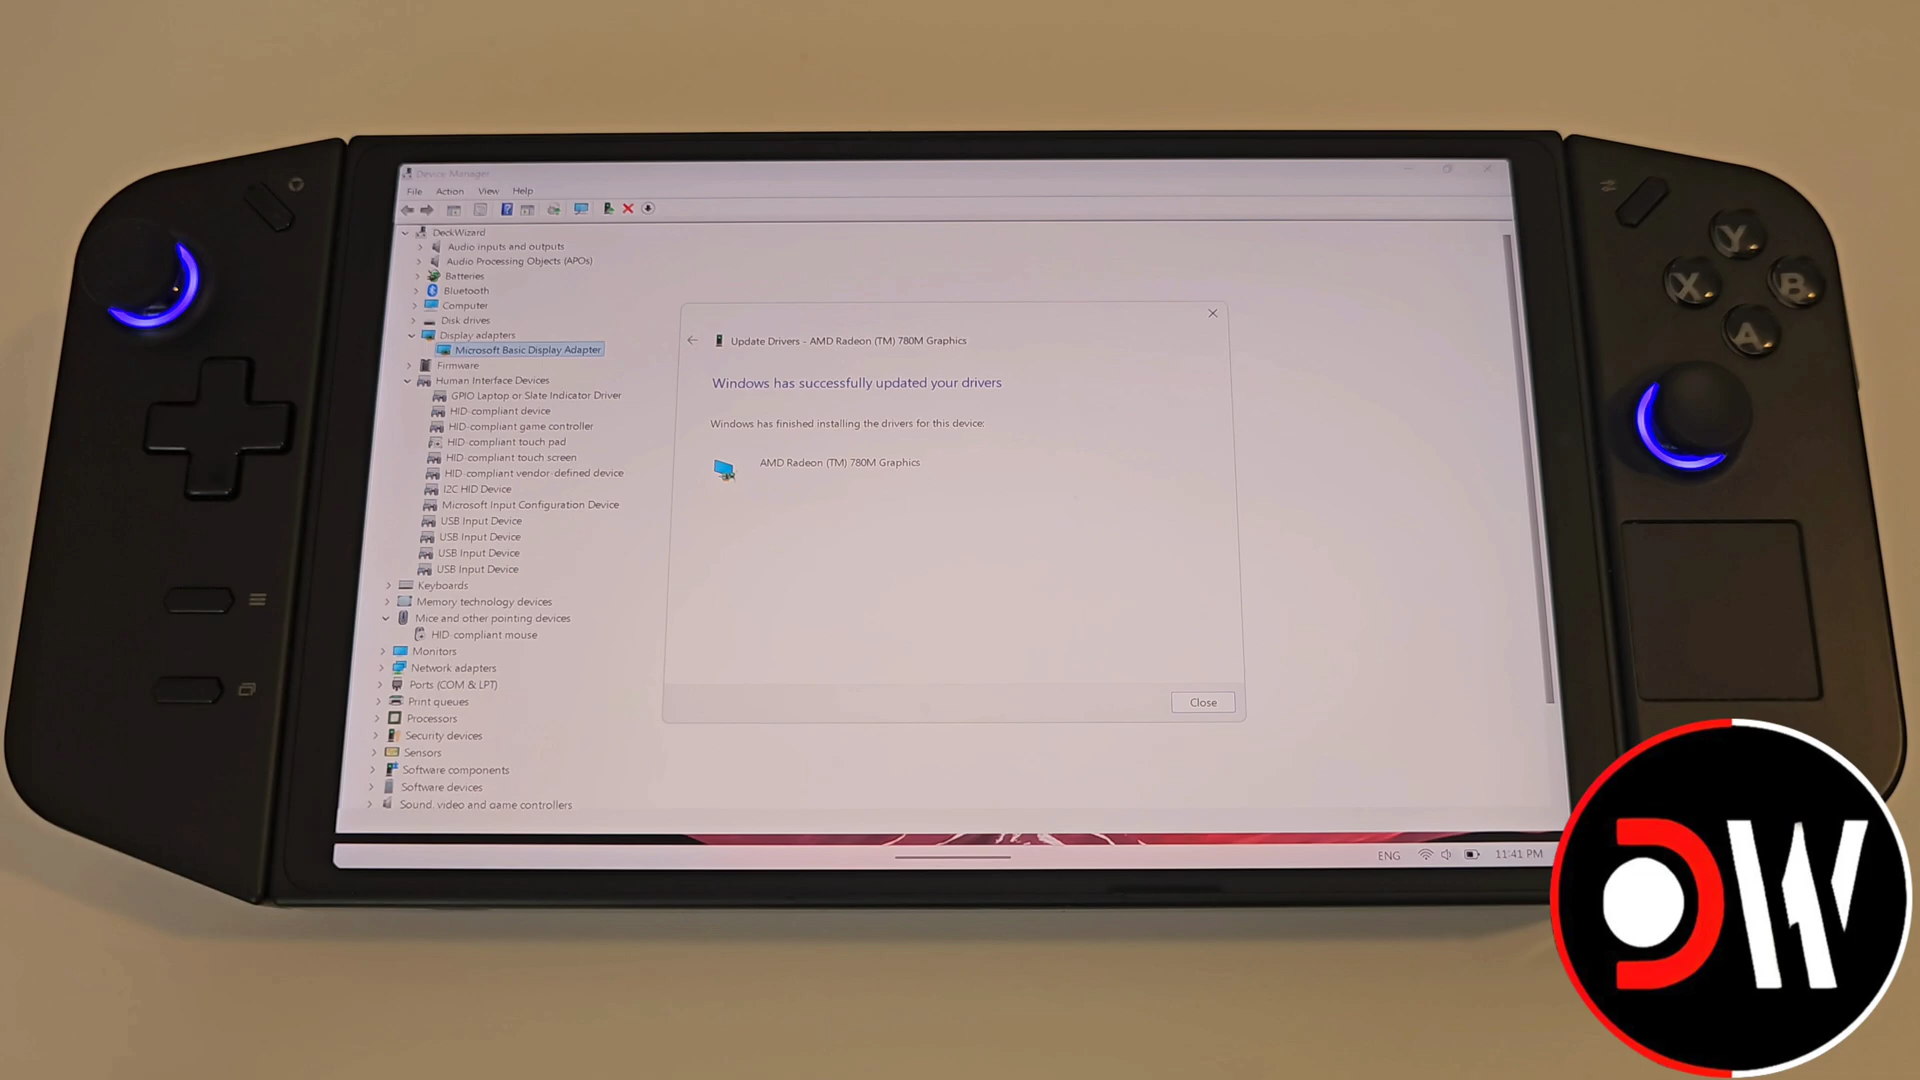 Device Manager
File Action View Help
DeckWizard
Audio inputs and outputs
Audio Processing Objects (APOs)
Batteries
Bluetooth
Computer
Disk drives
Display adapters
Microsoft Basic Display Adapter
Firmware
Human Interface Devices
GPIO Laptop or Slate Indicator Driver
HID-compliant device
HID-compliant game controller
HID-compliant touch pad
HID-compliant touch screen
HID-compliant vendor-defined device
I2C HID Device
Microsoft Input Configuration Device
USB Input Device
USB Input Device
USB Input Device
USB Input Device
Keyboards
Memory technology devices
Mice and other pointing devices
HID-compliant mouse
Monitors
Network adapters
Ports (COM & LPT)
Print queues
Processors
Security devices
Sensors
Software components
Software devices
Sound, video and game controllers
Update Drivers - AMD Radeon (TM) 780M Graphics
Windows has successfully updated your drivers
Windows has finished installing the drivers for this device:
AMD Radeon (TM) 780M Graphics
Close
ENG 11:41 PM
Y
X B
A
DW